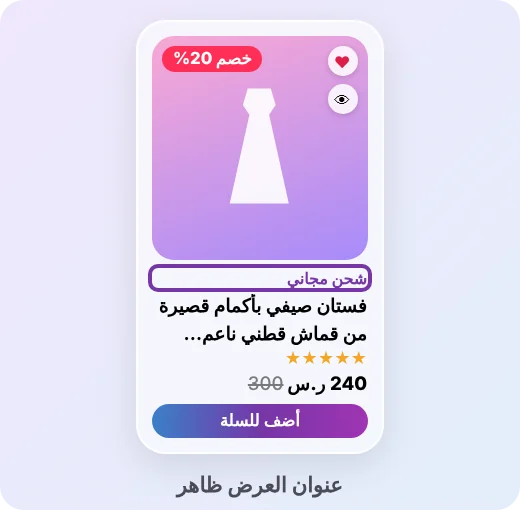 خصم 20%
شحن مجاني
فستان صيفي بأكمام قصيرة
من قماش قطني ناعم...
★★★★★
240 ر.س 300
أضف للسلة
عنوان العرض ظاهر